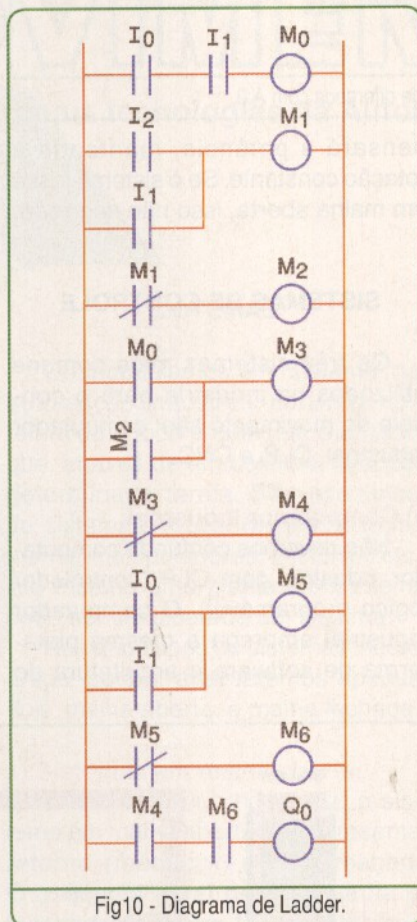 I0 I1 M0
I2 M1
I1
M1 M2
M0 M3
M2
M3 M4
I0 M5
I1
M5 M6
M4 M6 Q0
Fig10 - Diagrama de Ladder.